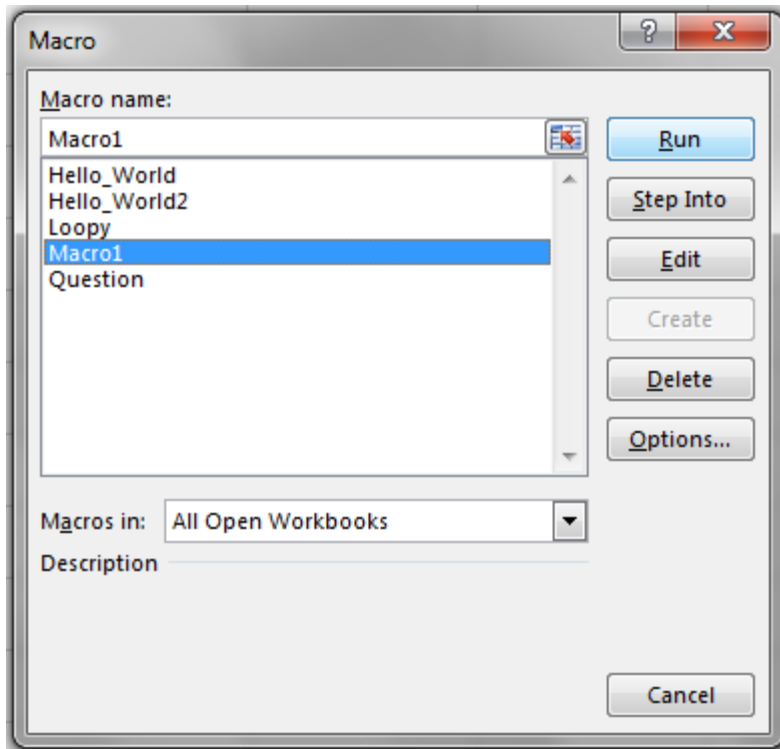 Macro
?
Macro name:
Macro1
Run
Hello_World
Hello_World2
Loopy
Macro1
Question
Step Into
Edit
Create
Delete
Options...
Macros in:
All Open Workbooks
Description
Cancel